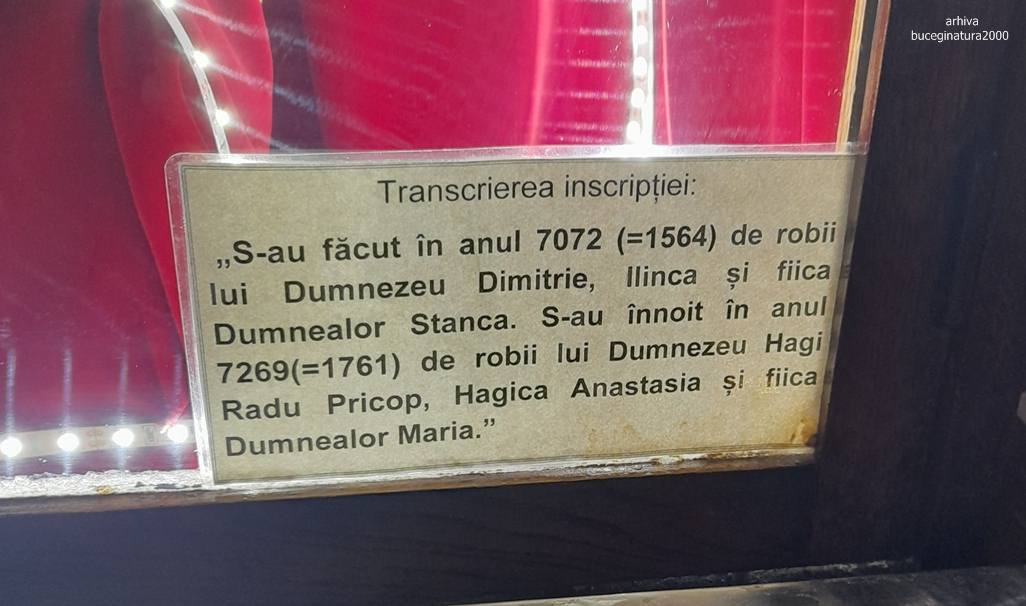 arhiva
buceginatura2000
Transcrierea inscripției:
„S-au făcut în anul 7072 (=1564) de robii
lui Dumnezeu Dimitrie, Ilinca și fiica
Dumnealor Stanca. S-au înnoit în anul
7269(=1761) de robii lui Dumnezeu Hagi
Radu Pricop, Hagica Anastasia și fiica
Dumnealor Maria.”